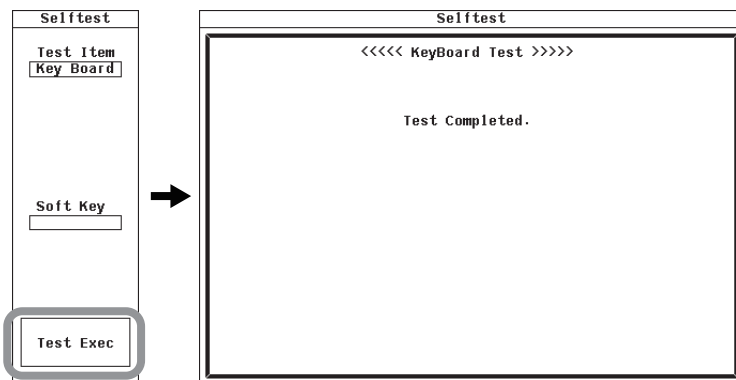 Selftest
Test Item
Key Board
Soft Key
Test Exec
Selftest
<<<<< KeyBoard Test >>>>>
Test Completed.